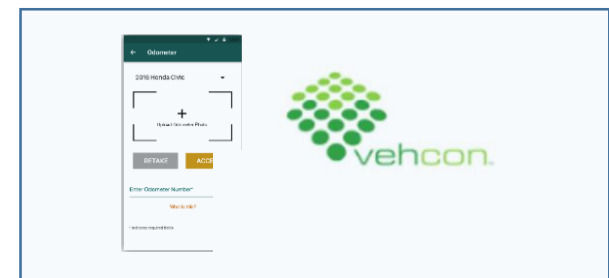 Odometer
2016 Honda Civic
+
Upload Odometer Photo
RETAKE
ACCE
Enter Odometer Number*
What is this?
* indicates required fields
vehcon.